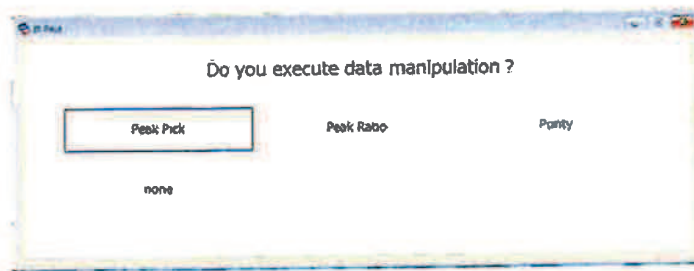 Do you execute data manipulation ?
Peak Pick Peak Ratio Purity
none